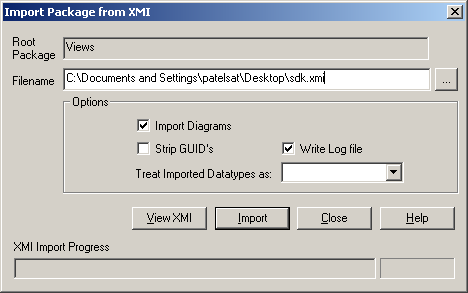 Import Package from XMI
Root
Package
Views
Filename
C:\Documents and Settings\patelsat\Desktop\sdk.xmi
...
Options
Import Diagrams
Strip GUID's
Write Log file
Treat Imported Datatypes as:
View XMI
Import
Close
Help
XMI Import Progress